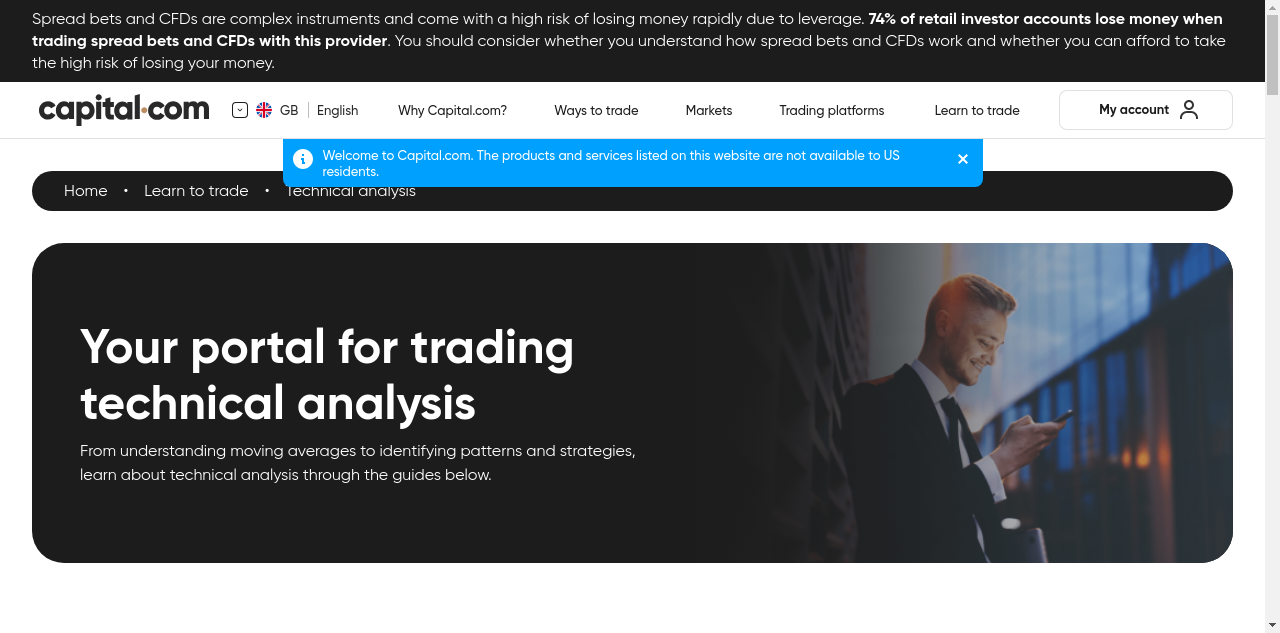 Spread bets and CFDs are complex instruments and come with a high risk of losing money rapidly due to leverage. 74% of retail investor accounts lose money when
trading spread bets and CFDs with this provider. You should consider whether you understand how spread bets and CFDs work and whether you can afford to take
the high risk of losing your money.
capital.com GB English Why Capital.com? Ways to trade Markets Trading platforms Learn to trade My account
Welcome to Capital.com. The products and services listed on this website are not available to US
residents.
Home • Learn to trade • Technical analysis
Your portal for trading
technical analysis
From understanding moving averages to identifying patterns and strategies,
learn about technical analysis through the guides below.